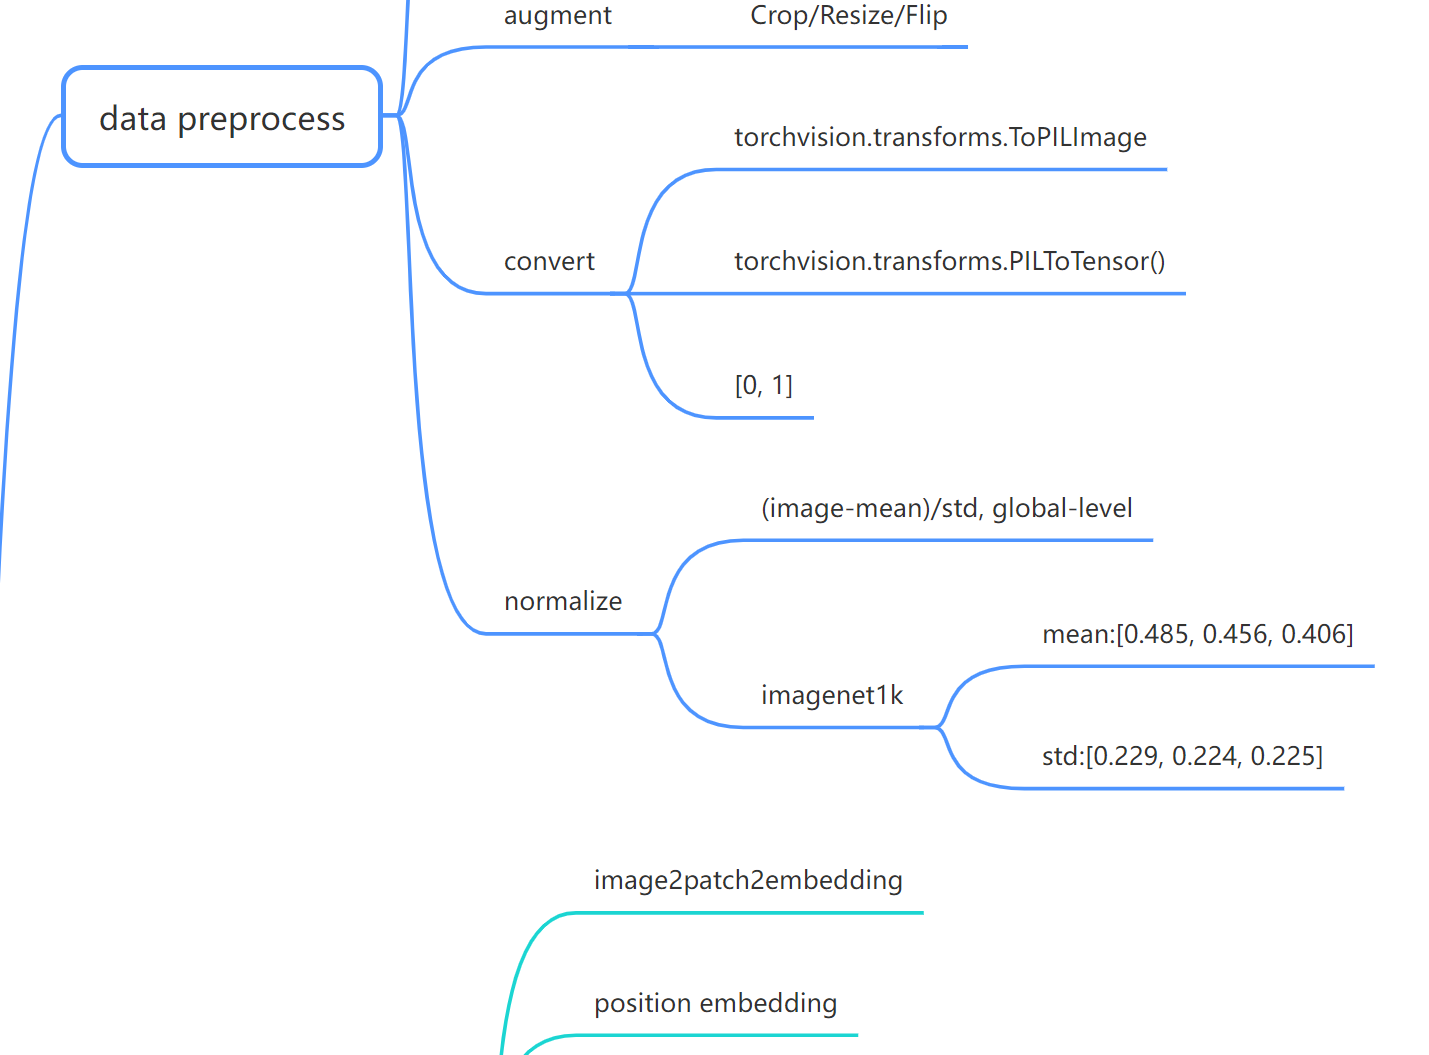 augment
Crop/Resize/Flip
data preprocess
torchvision.transforms.ToPILImage
convert
torchvision.transforms.PILToTensor()
[0, 1]
(image-mean)/std, global-level
normalize
mean:[0.485, 0.456, 0.406]
imagenet1k
std:[0.229, 0.224, 0.225]
image2patch2embedding
position embedding